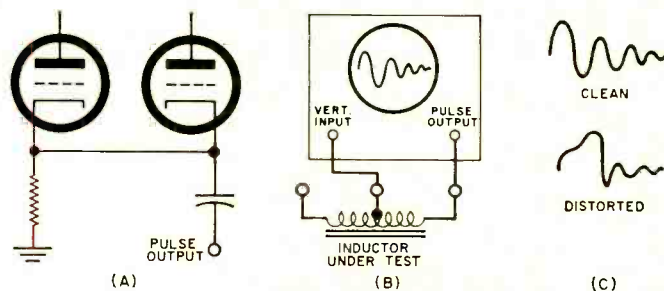 PULSE
OUTPUT
(A)
VERT.
INPUT
PULSE
OUTPUT
INDUCTOR
UNDER TEST
(B)
CLEAN
DISTORTED
(C)